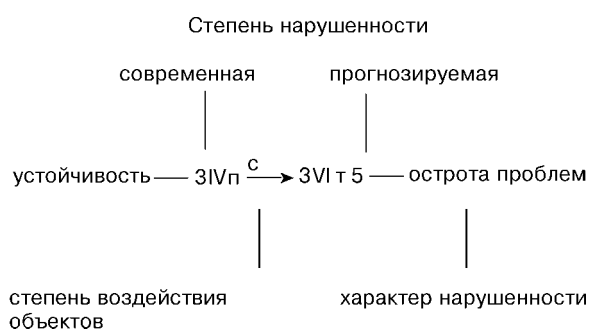 Степень нарушенности
современная прогнозируемая
с
устойчивость 3IVп 3VI т 5 острота проблем
степень воздействия объектов характер нарушенности